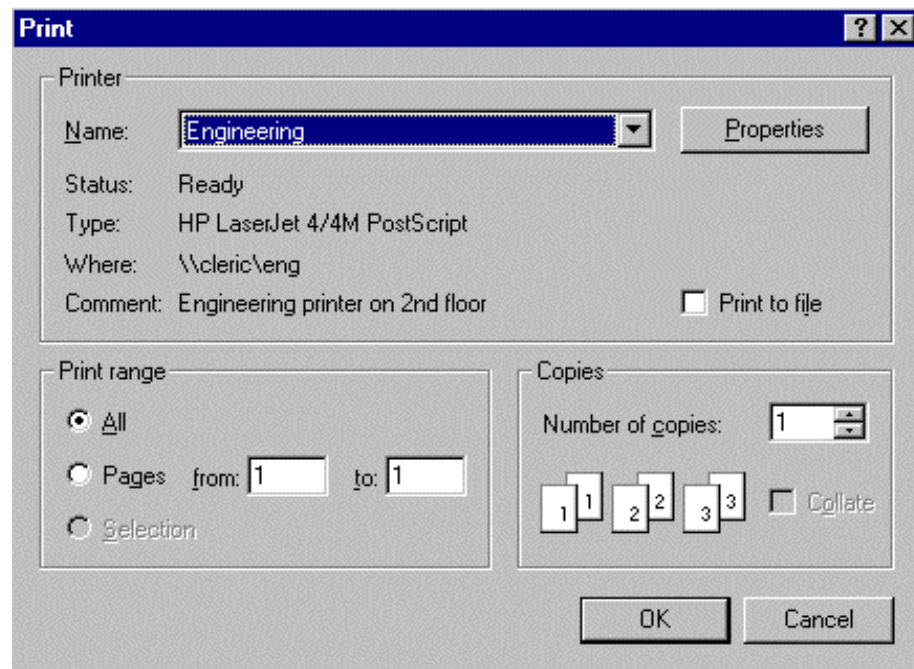 Print
Printer
Name: Engineering Properties
Status: Ready
Type: HP LaserJet 4/4M PostScript
Where: \\cleric\eng
Comment: Engineering printer on 2nd floor Print to file
Print range
All
Pages from: 1 to: 1
Selection
Copies
Number of copies: 1
1 1 2 2 3 3 Collate
OK Cancel